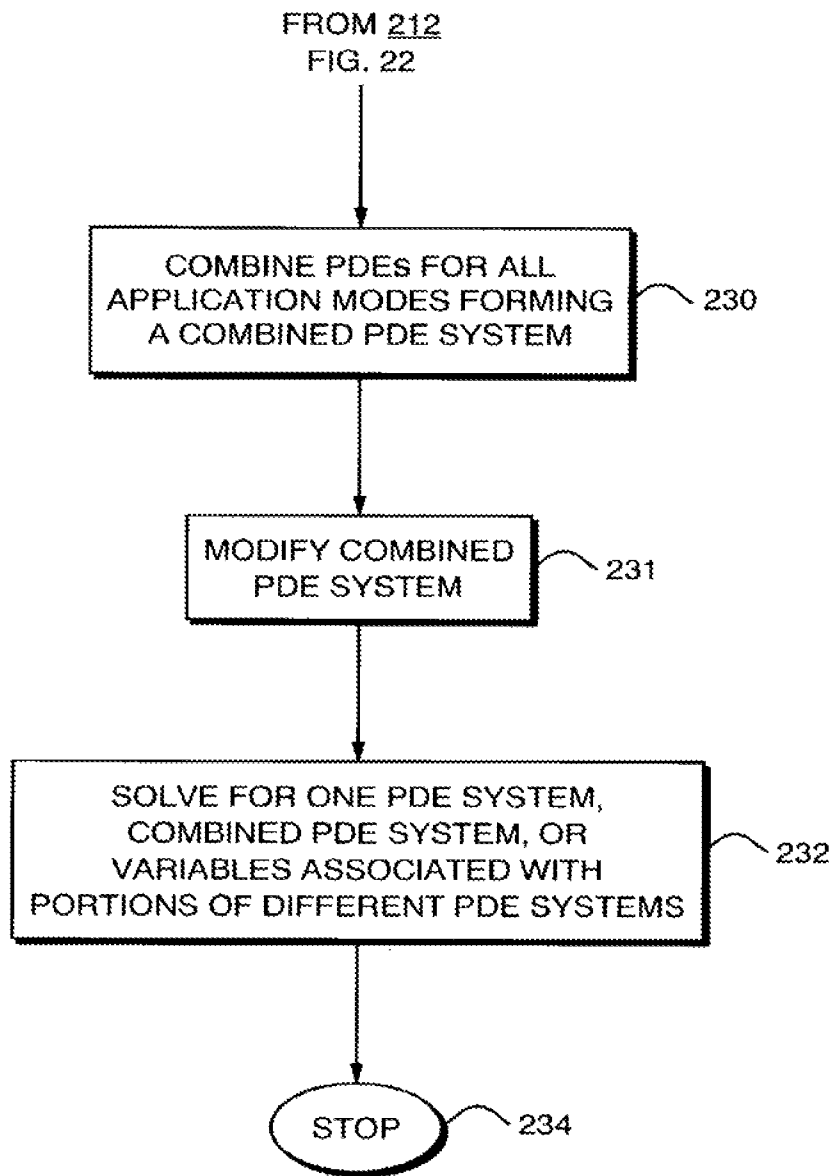 FROM 212
FIG. 22
COMBINE PDEs FOR ALL
APPLICATION MODES FORMING
A COMBINED PDE SYSTEM
230
MODIFY COMBINED
PDE SYSTEM
231
SOLVE FOR ONE PDE SYSTEM,
COMBINED PDE SYSTEM, OR
VARIABLES ASSOCIATED WITH
PORTIONS OF DIFFERENT PDE SYSTEMS
232
STOP
234